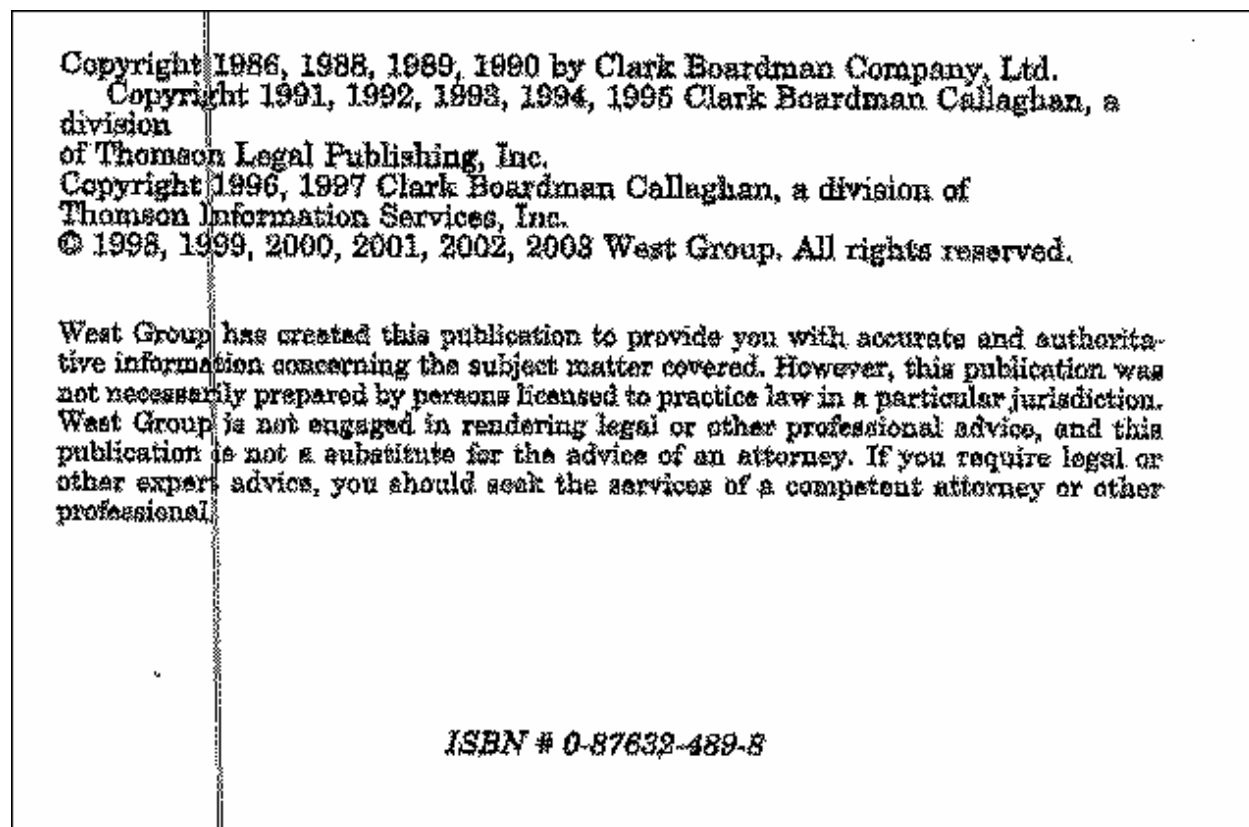 Copyright 1986, 1988, 1989, 1990 by Clark Boardman Company, Ltd.
Copyright 1991, 1992, 1993, 1994, 1995 Clark Boardman Callaghan, a
division
of Thomson Legal Publishing, Inc.
Copyright 1996, 1997 Clark Boardman Callaghan, a division of
Thomson Information Services, Inc.
© 1998, 1999, 2000, 2001, 2002, 2003 West Group. All rights reserved.
West Group has created this publication to provide you with accurate and authorita-
tive information concerning the subject matter covered. However, this publication was
not necessarily prepared by persons licensed to practice law in a particular jurisdiction.
West Group is not engaged in rendering legal or other professional advice, and this
publication is not a substitute for the advice of an attorney. If you require legal or
other expert advice, you should seek the services of a competent attorney or other
professional.
ISBN # 0-87632-489-8